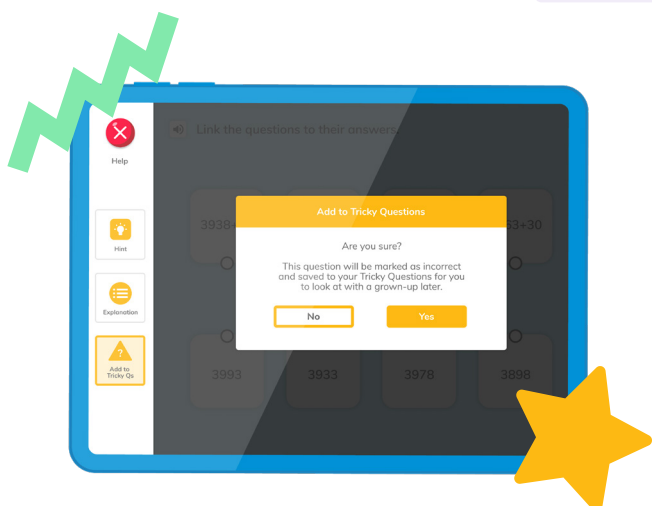 Help
Link the questions to their answers.
Hint
Explanation
?
Add to
Tricky Qs
3938+
63+30
Add to Tricky Questions
Are you sure?
This question will be marked as incorrect
and saved to your Tricky Questions for you
to look at with a grown-up later.
No
Yes
3993
3933
3978
3898